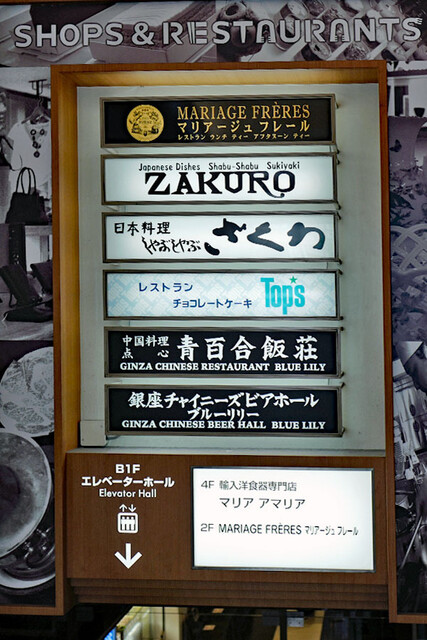 SHOPS & RESTAURANTS
MARIAGE FRÈRES
マリアージュ フレール
レストラン ランチ ティー アフタヌーン ティー
Japanese Dishes Shabu-Shabu Sukiyaki
ZAKURO
日本料理
しゃぶしゃぶ ざくろ
レストラン
チョコレートケーキ Top's
中国料理
点心 青百合飯荘
GINZA CHINESE RESTAURANT BLUE LILY
銀座チャイニーズビアホール
ブルーリリー
GINZA CHINESE BEER HALL BLUE LILY
B1F
エレベーターホール
Elevator Hall
4F 輸入洋食器専門店
マリア アマリア
2F MARIAGE FRÈRES マリアージュ フレール